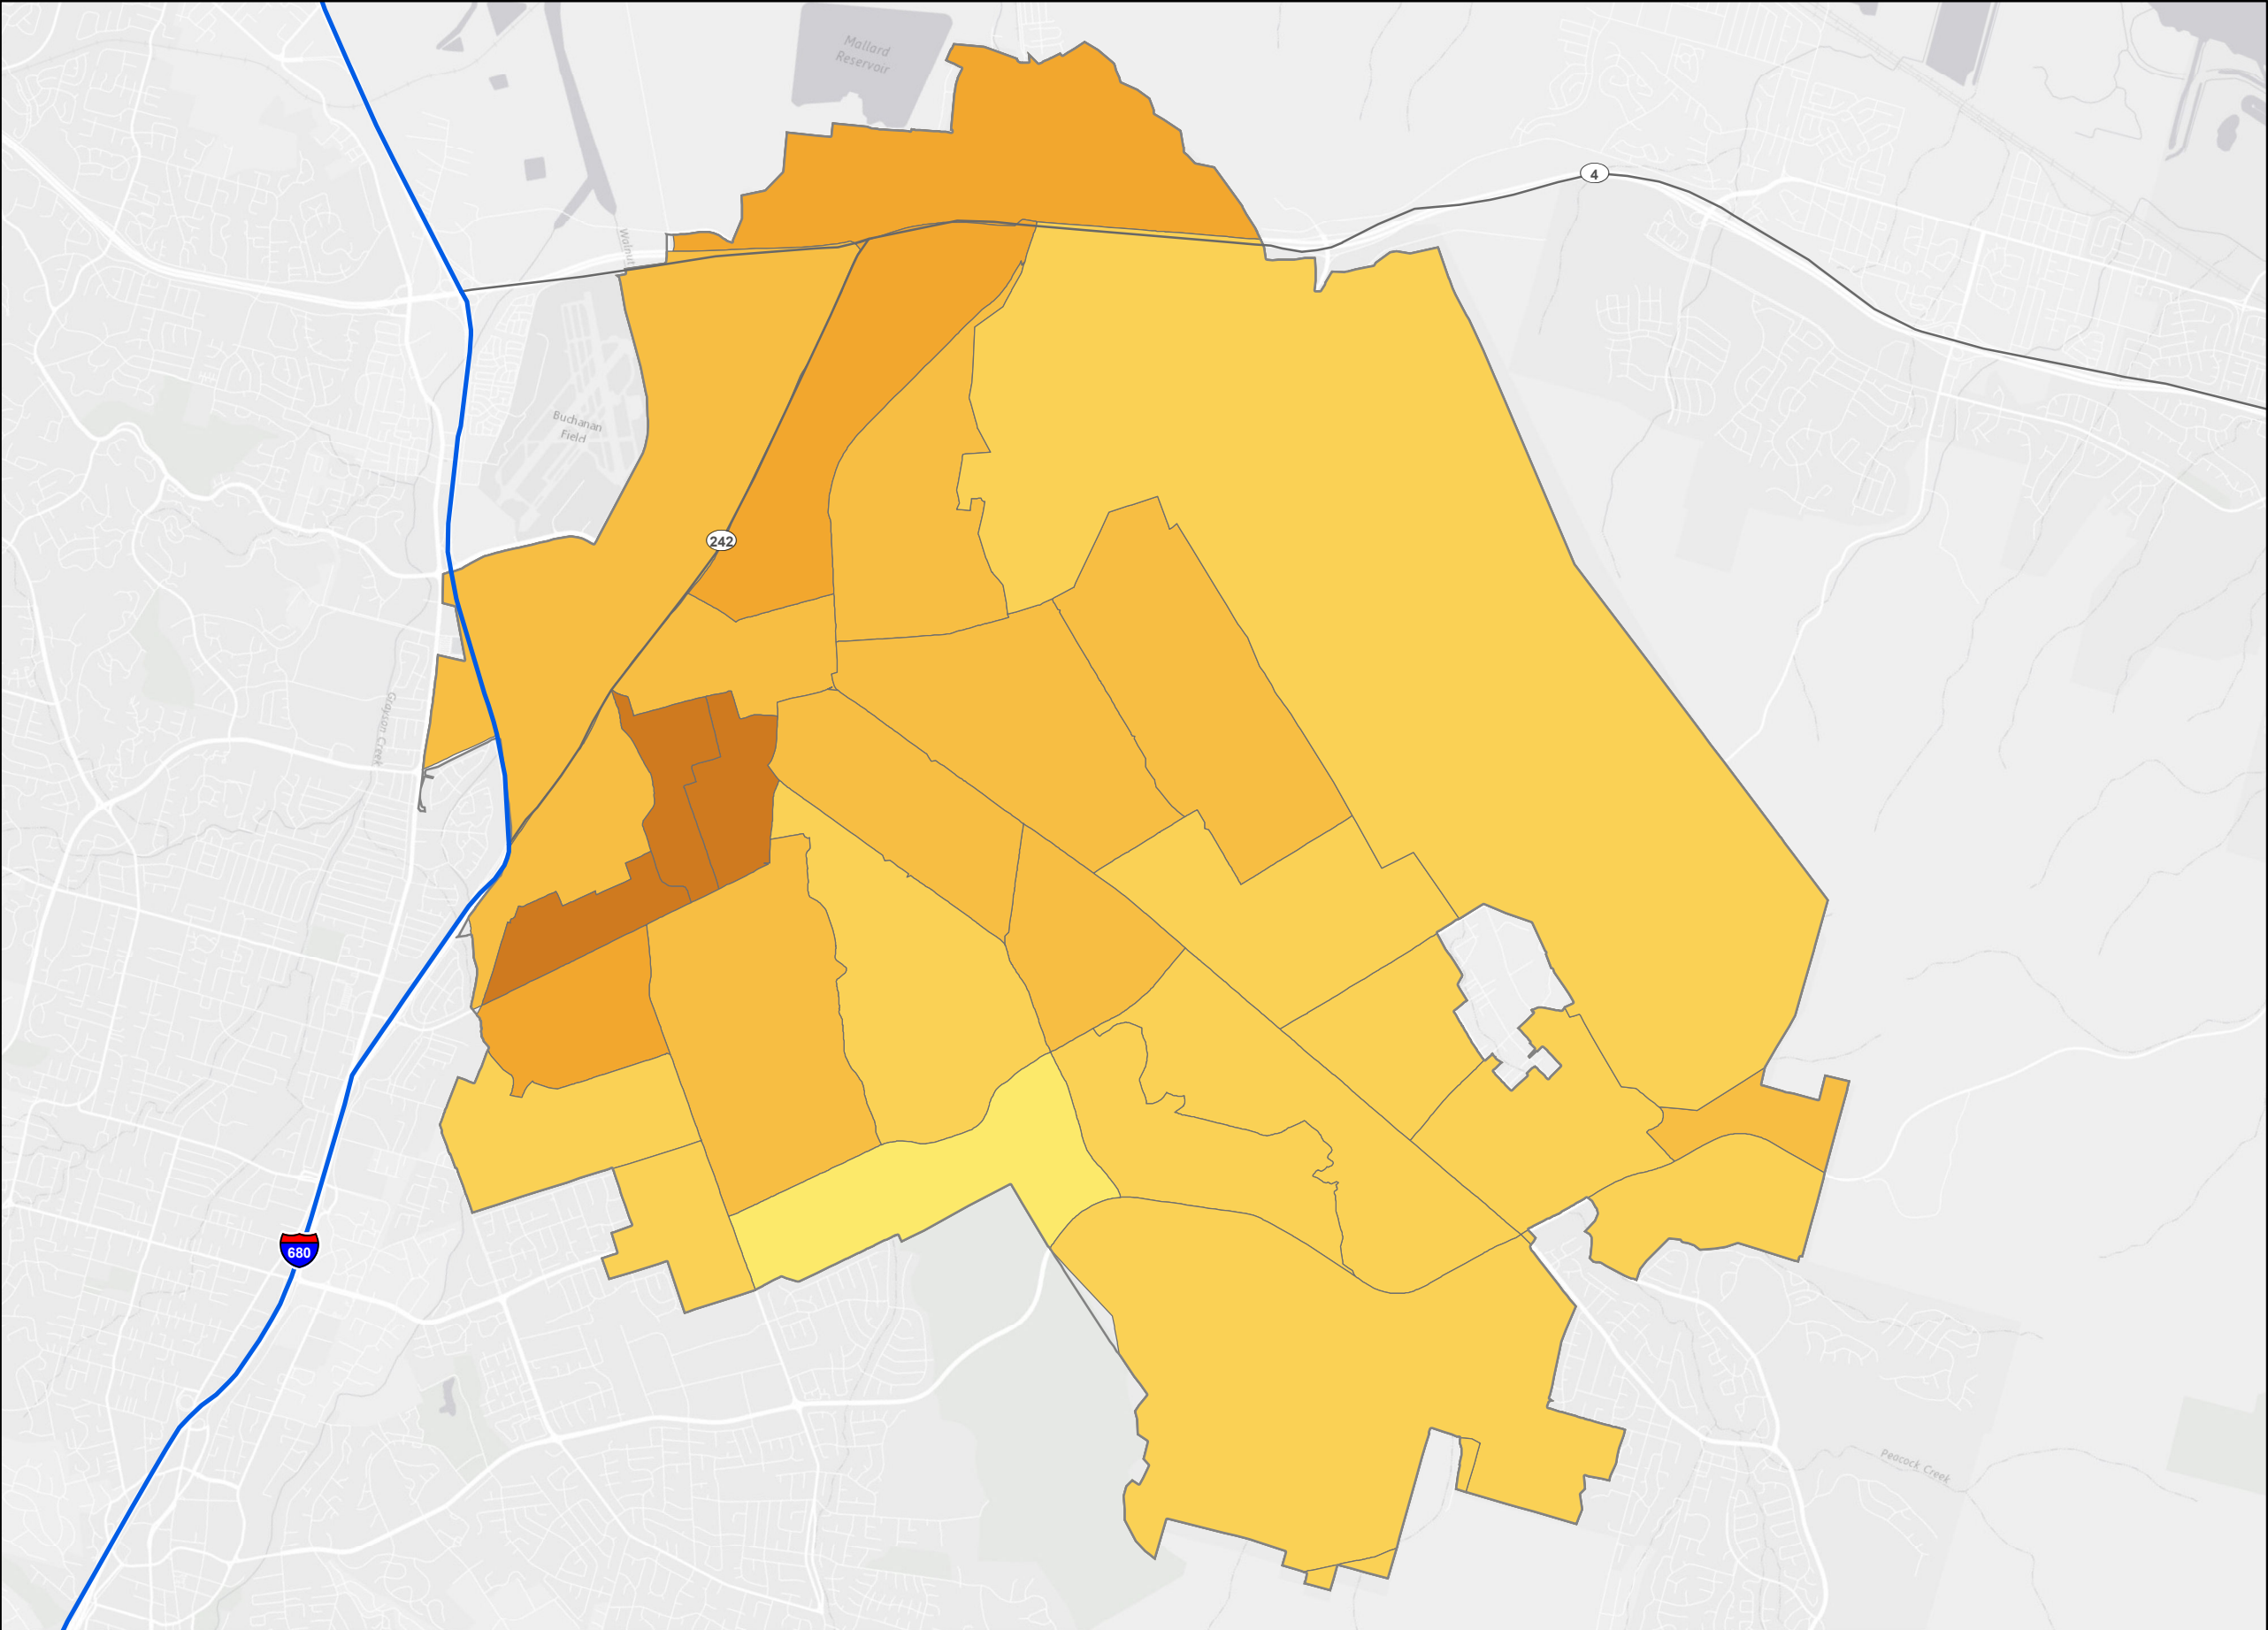 Mallard
Reservoir
4
Walnut
Buchanan
Field
242
Grayson Creek
680
Peacock Creek